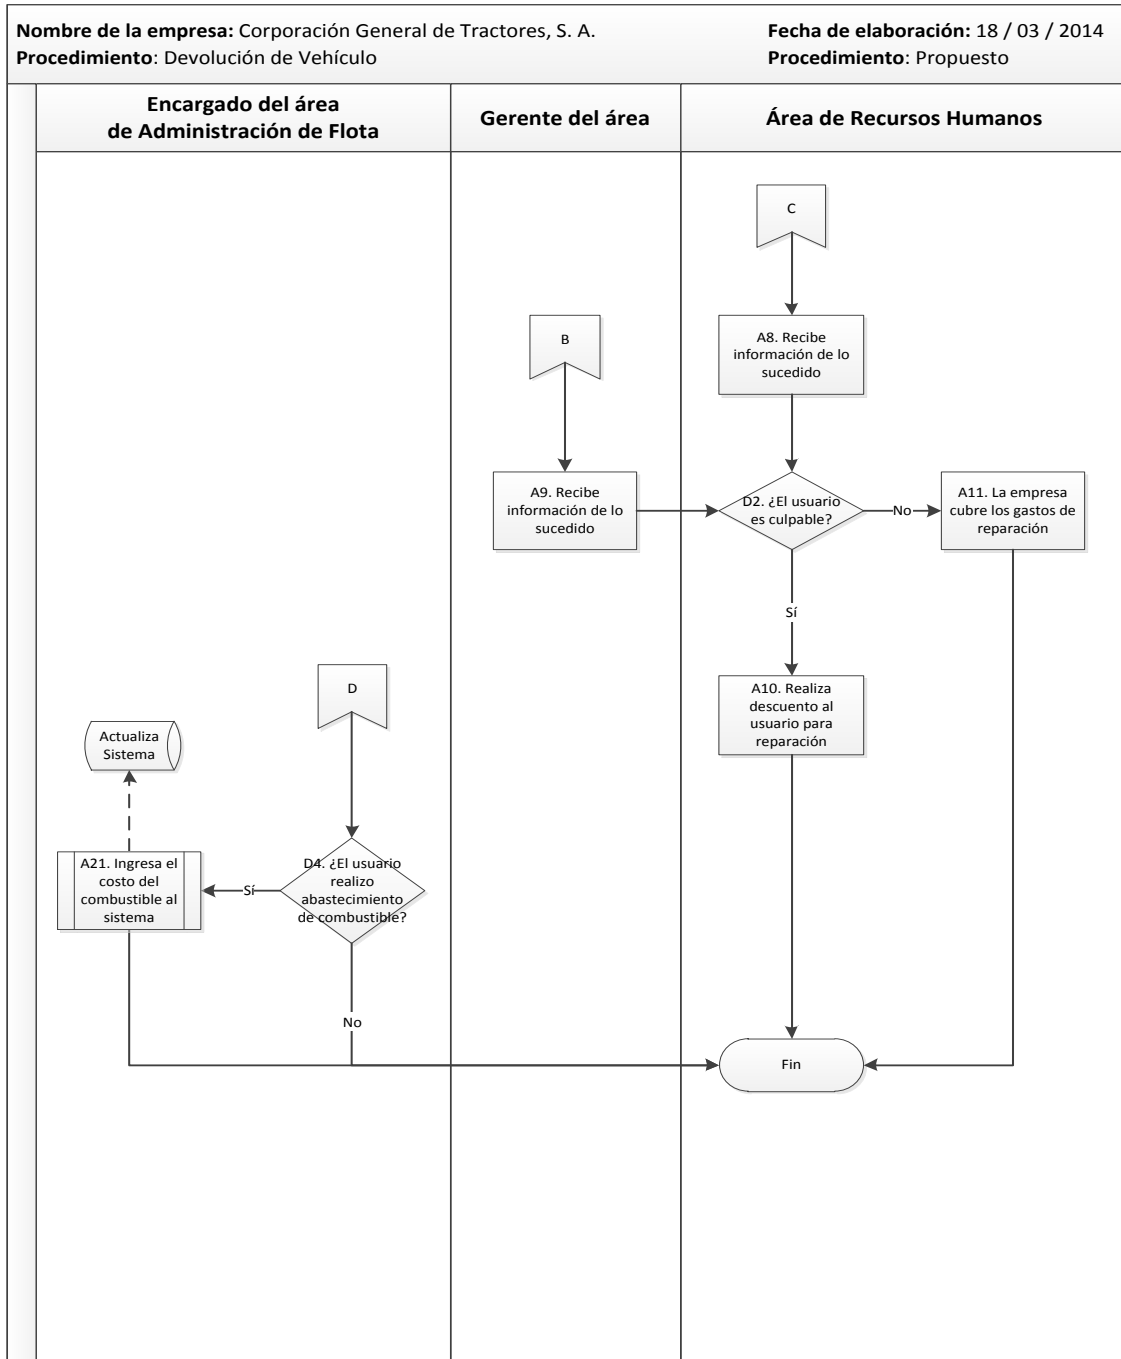 Nombre de la empresa: Corporación General de Tractores, S. A.
Fecha de elaboración: 18 / 03 / 2014
Procedimiento: Devolución de Vehículo
Procedimiento: Propuesto
Encargado del área
de Administración de Flota
Gerente del área
Área de Recursos Humanos
C
A8. Recibe
información de lo
sucedido
B
A9. Recibe
información de lo
sucedido
D2. ¿El usuario
es culpable?
No
A11. La empresa
cubre los gastos de
reparación
Sí
A10. Realiza
descuento al
usuario para
reparación
D
Actualiza
Sistema
A21. Ingresa el
costo del
combustible al
sistema
Sí
D4. ¿El usuario
realizo
abastecimiento
de combustible?
No
Fin